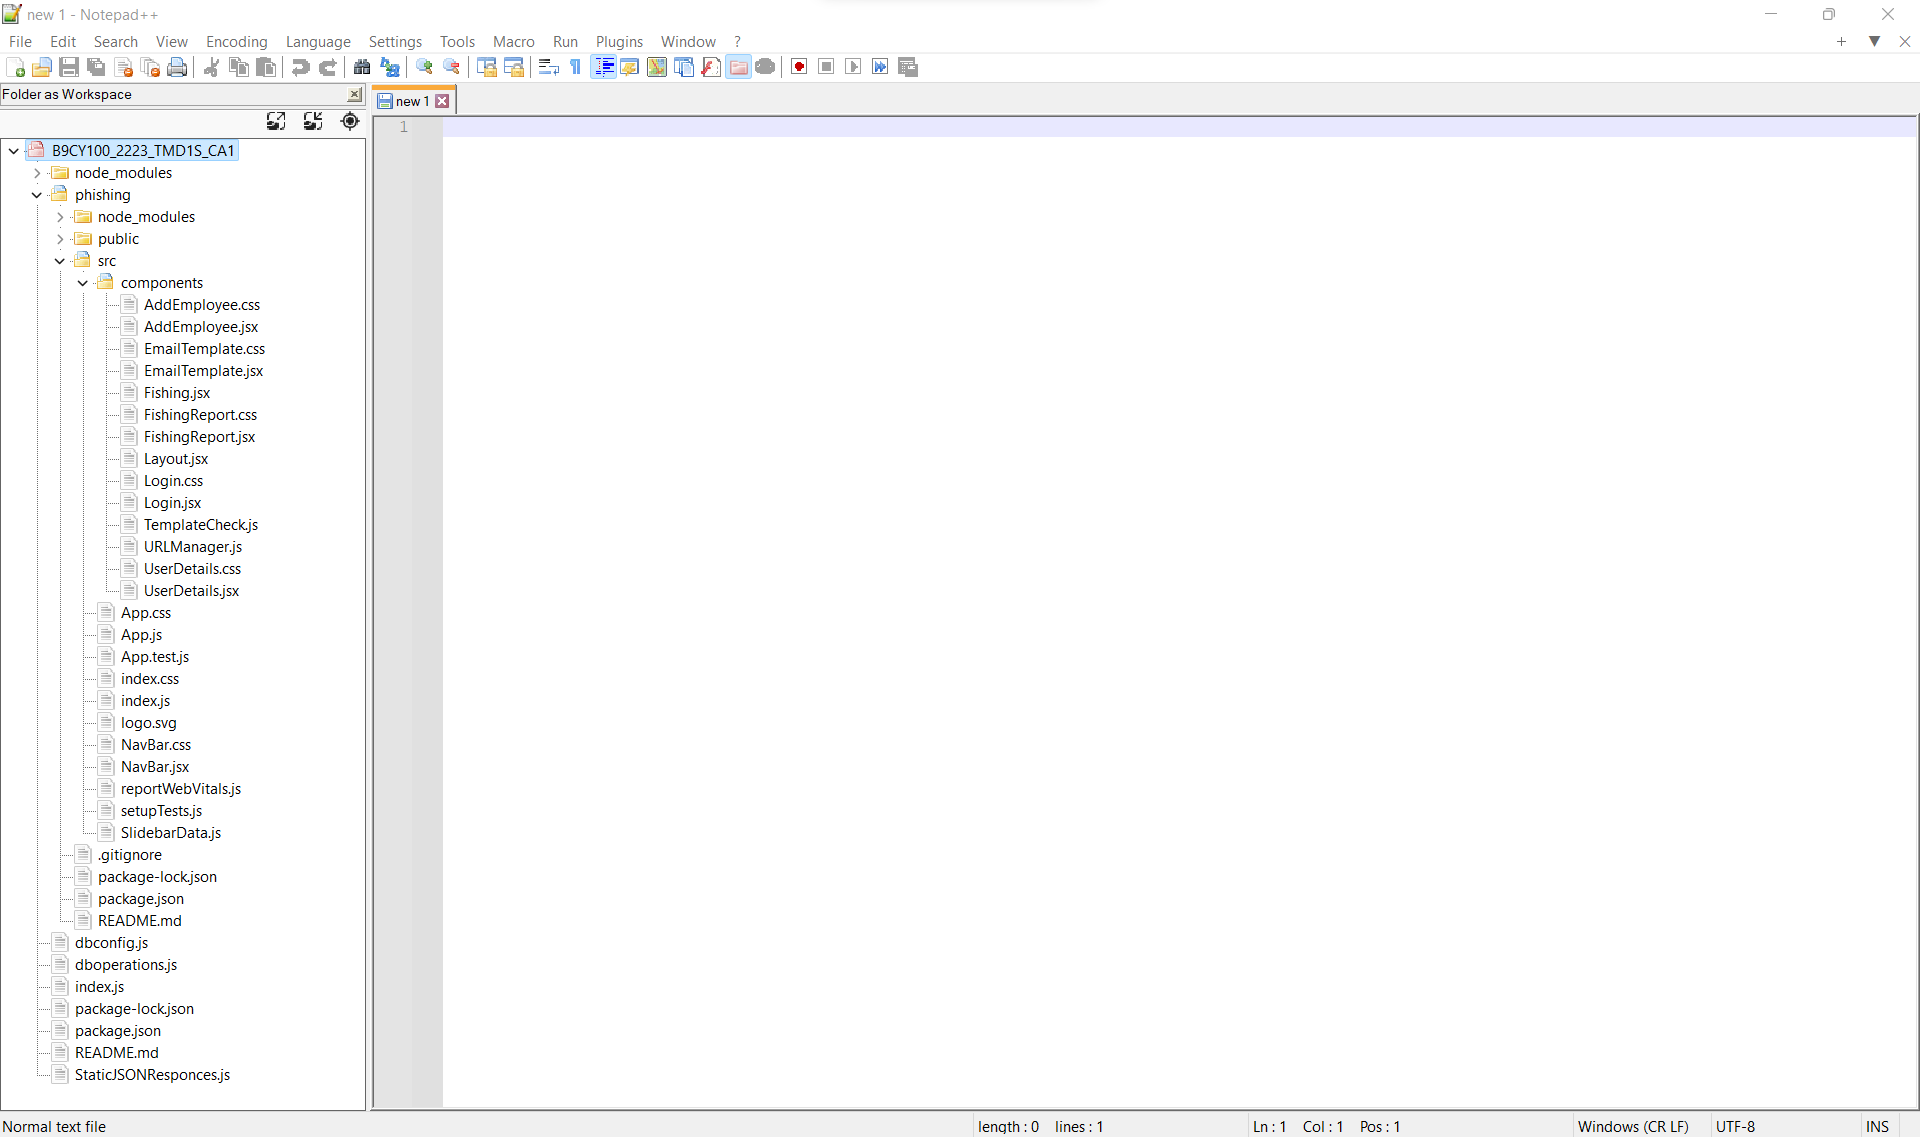 new 1 - Notepad++
File Edit Search View Encoding Language Settings Tools Macro Run Plugins Window ?
Folder as Workspace
new 1
1
B9CY100_2223_TMD1S_CA1
node_modules
phishing
node_modules
public
src
components
AddEmployee.css
AddEmployee.jsx
EmailTemplate.css
EmailTemplate.jsx
Fishing.jsx
FishingReport.css
FishingReport.jsx
Layout.jsx
Login.css
Login.jsx
TemplateCheck.js
URLManager.js
UserDetails.css
UserDetails.jsx
App.css
App.js
App.test.js
index.css
index.js
logo.svg
NavBar.css
NavBar.jsx
reportWebVitals.js
setupTests.js
SlidebarData.js
.gitignore
package-lock.json
package.json
README.md
dbconfig.js
dboperations.js
index.js
package-lock.json
package.json
README.md
StaticJSONResponces.js
Normal text file length : 0 lines : 1 Ln : 1 Col : 1 Pos : 1 Windows (CR LF) UTF-8 INS